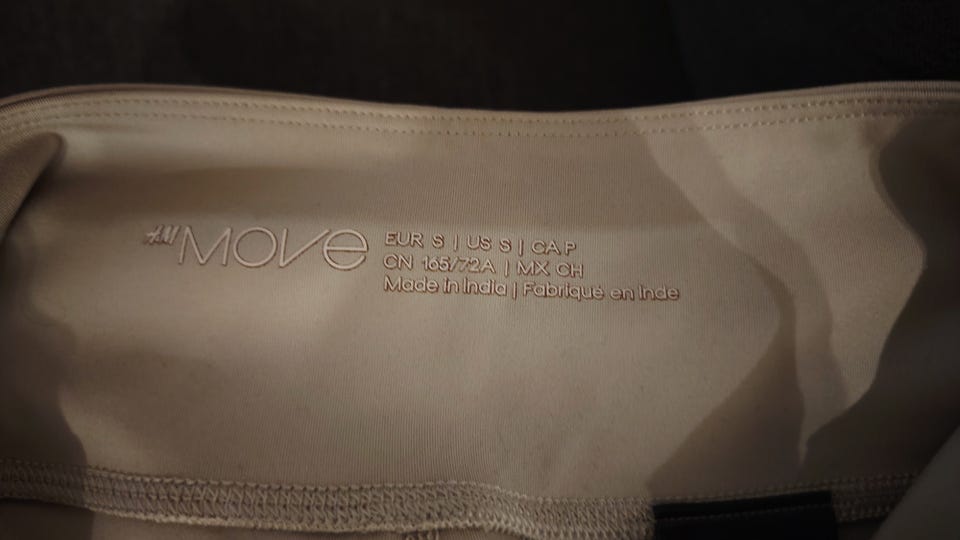 H&M MOVE
EUR S | US S | CA P
CN 165/72A | MX CH
Made in India | Fabriqué en Inde